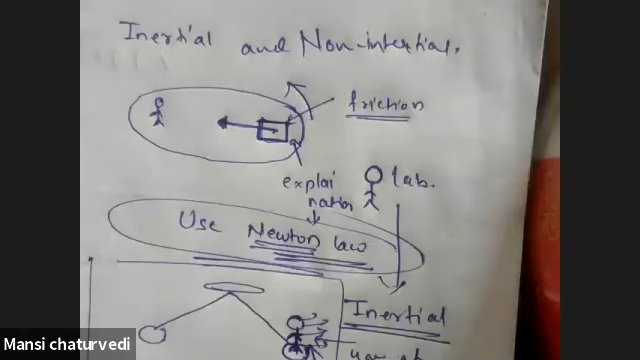 Inertial and Non-inertial.
friction
explai
nation
lab.
Use Newton law
Inertial
Mansi chaturvedi